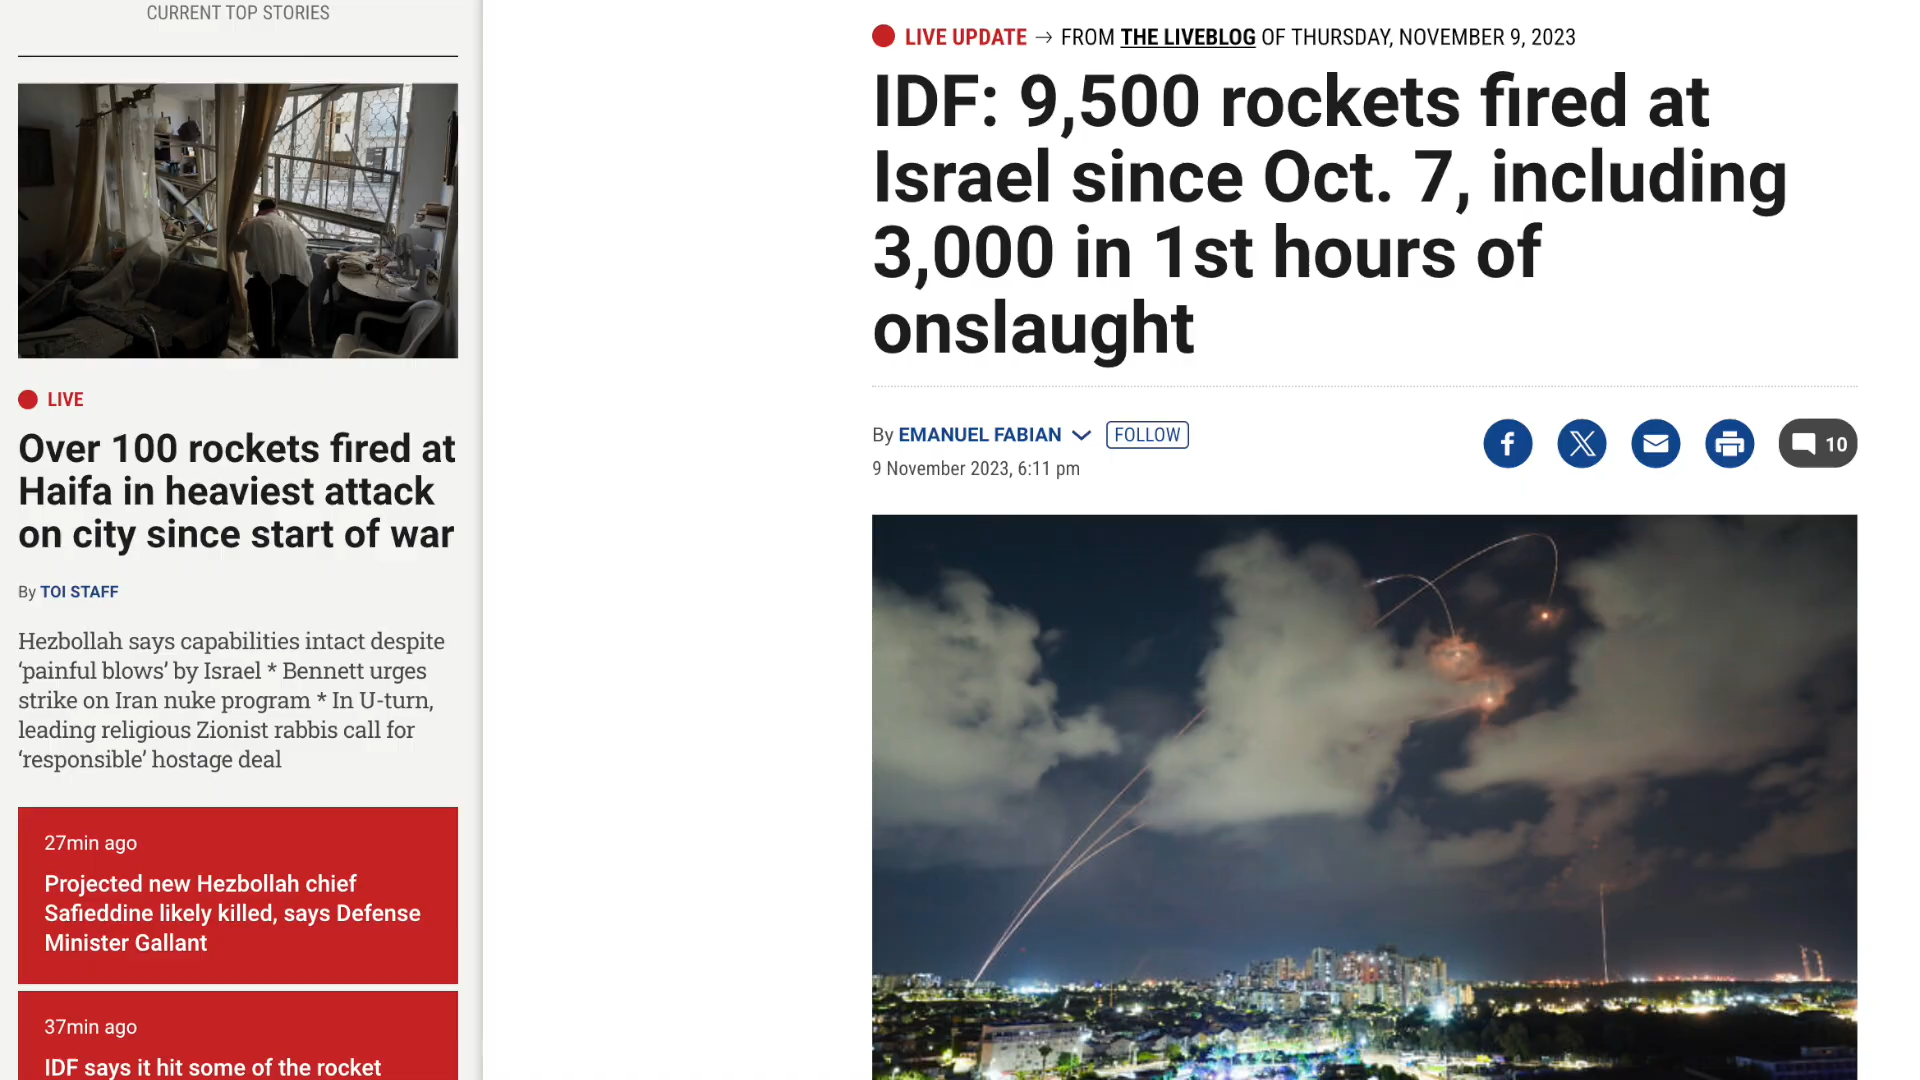 CURRENT TOP STORIES
LIVE
Over 100 rockets fired at
Haifa in heaviest attack
on city since start of war
By TOI STAFF
Hezbollah says capabilities intact despite
‘painful blows’ by Israel * Bennett urges
strike on Iran nuke program * In U-turn,
leading religious Zionist rabbis call for
‘responsible’ hostage deal
27min ago
Projected new Hezbollah chief
Safieddine likely killed, says Defense
Minister Gallant
37min ago
IDF says it hit some of the rocket
LIVE UPDATE → FROM THE LIVEBLOG OF THURSDAY, NOVEMBER 9, 2023
IDF: 9,500 rockets fired at
Israel since Oct. 7, including
3,000 in 1st hours of
onslaught
By EMANUEL FABIAN FOLLOW
9 November 2023, 6:11 pm
10